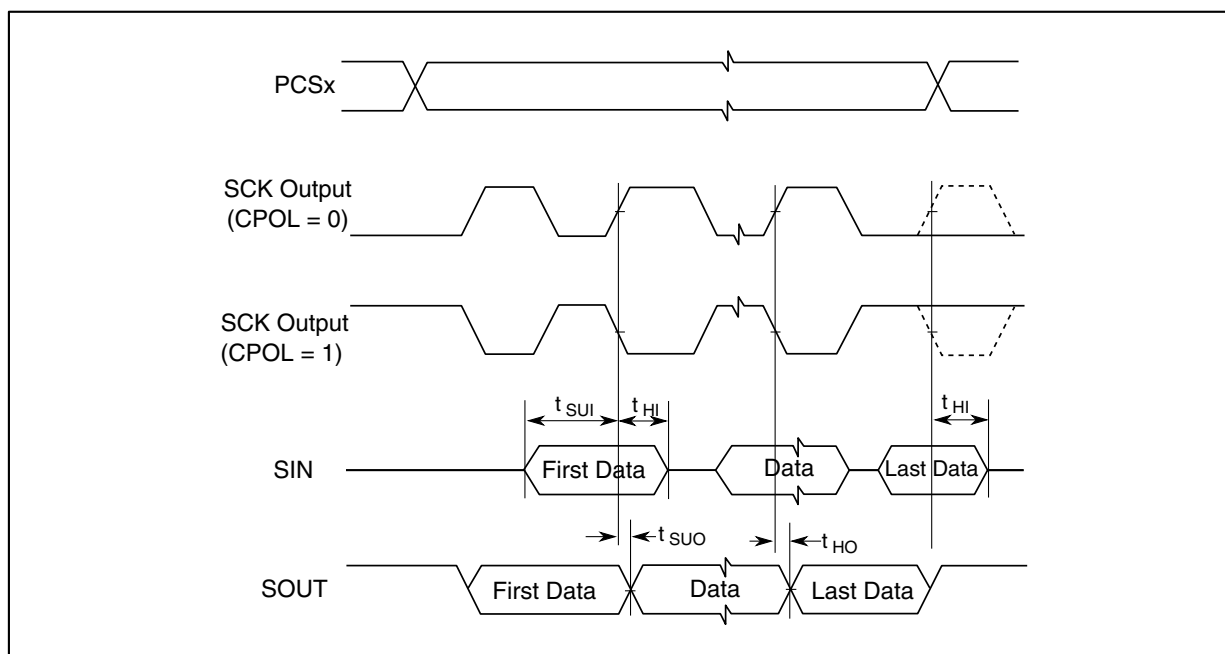 PCSx
SCK Output
(CPOL = 0)
SCK Output
(CPOL = 1)
t SUI
t HI
t HI
SIN
First Data
Data
Last Data
t SUO
t HO
SOUT
First Data
Data
Last Data